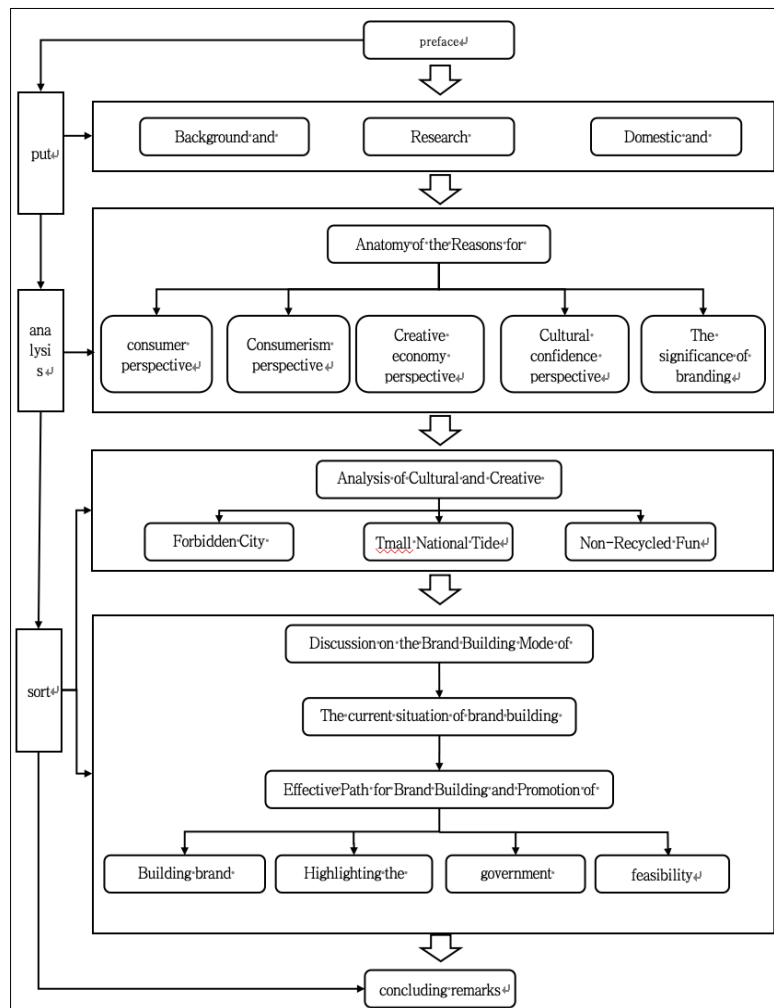 preface
put
Background and
Research
Domestic and
Anatomy of the Reasons for
ana
lysi
s
consumer
perspective
Consumerism
perspective
Creative
economy
perspective
Cultural
confidence
perspective
The
significance of
branding
Analysis of Cultural and Creative
Forbidden City
Tmall National Tide
Non-Recycled Fun
sort
Discussion on the Brand Building Mode of
The current situation of brand building
Effective Path for Brand Building and Promotion of
Building brand
Highlighting the
government
feasibility
concluding remarks